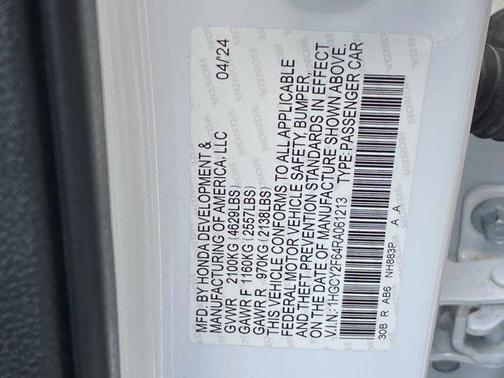 MFD. BY HONDA DEVELOPMENT & 04/24
MANUFACTURING OF AMERICA, LLC
GVWR 2100KG (4629LBS)
GAWR F 1160KG (2557LBS)
GAWR R 970KG (2138LBS)
THIS VEHICLE CONFORMS TO ALL APPLICABLE
FEDERAL MOTOR VEHICLE SAFETY, BUMPER,
AND THEFT PREVENTION STANDARDS IN EFFECT
ON THE DATE OF MANUFACTURE SHOWN ABOVE.
V.I.N.: 1HGCY2F64RA061213 TYPE:PASSENGER CAR
30B R AB6 NH883P A A
HONDA